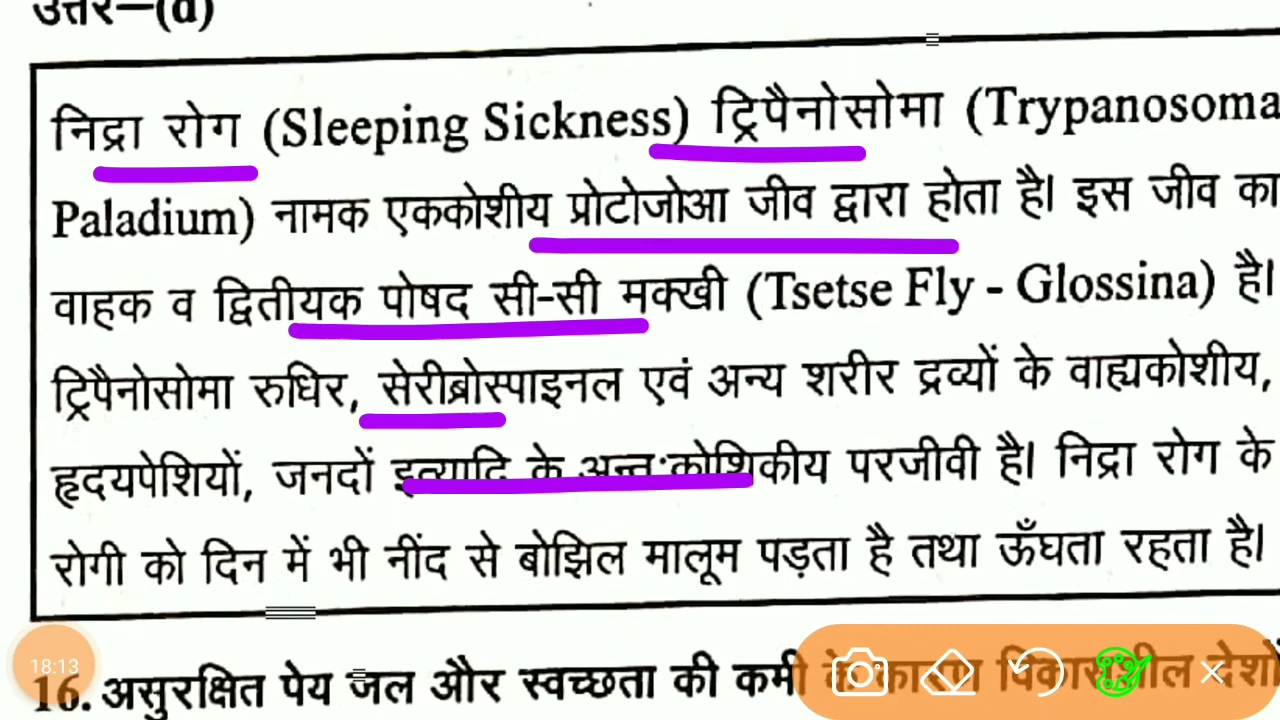 उत्तर—(d)
निद्रा रोग (Sleeping Sickness) ट्रिपैनोसोमा (Trypanosoma
Paladium) नामक एककोशीय प्रोटोजोआ जीव द्वारा होता है। इस जीव का
वाहक व द्वितीयक पोषद सी-सी मक्खी (Tsetse Fly - Glossina) है।
ट्रिपैनोसोमा रुधिर, सेरीब्रोस्पाइनल एवं अन्य शरीर द्रव्यों के वाह्यकोशीय,
हृदयपेशियों, जनदों इत्यादि के अन्तःकोशिकीय परजीवी है। निद्रा रोग के
रोगी को दिन में भी नींद से बोझिल मालूम पड़ता है तथा ऊँघता रहता है।
18:13
16. असुरक्षित पेय जल और स्वच्छता की कमी के कारण विकासशील देशों